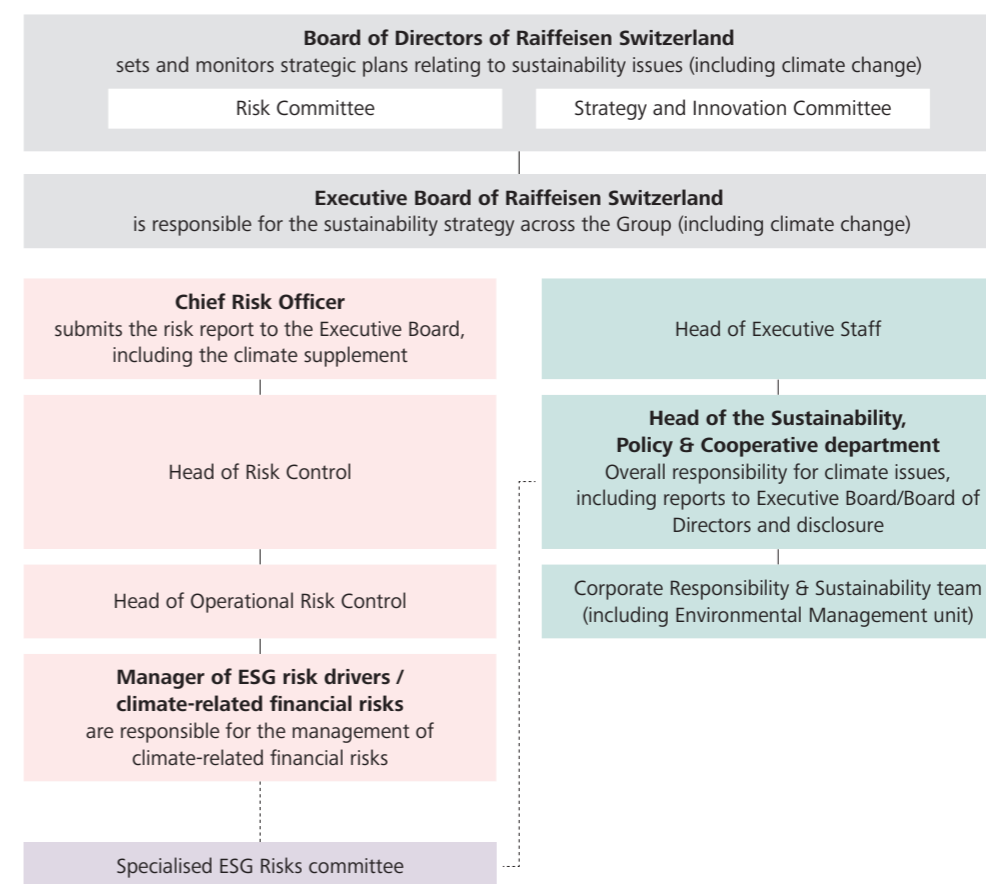 Board of Directors of Raiffeisen Switzerland
sets and monitors strategic plans relating to sustainability issues (including climate change)
Risk Committee
Strategy and Innovation Committee
Executive Board of Raiffeisen Switzerland
is responsible for the sustainability strategy across the Group (including climate change)
Chief Risk Officer
submits the risk report to the Executive Board,
including the climate supplement
Head of Risk Control
Head of Operational Risk Control
Manager of ESG risk drivers /
climate-related financial risks
are responsible for the management of
climate-related financial risks
Specialised ESG Risks committee
Head of Executive Staff
Head of the Sustainability,
Policy & Cooperative department
Overall responsibility for climate issues,
including reports to Executive Board/Board of
Directors and disclosure
Corporate Responsibility & Sustainability team
(including Environmental Management unit)